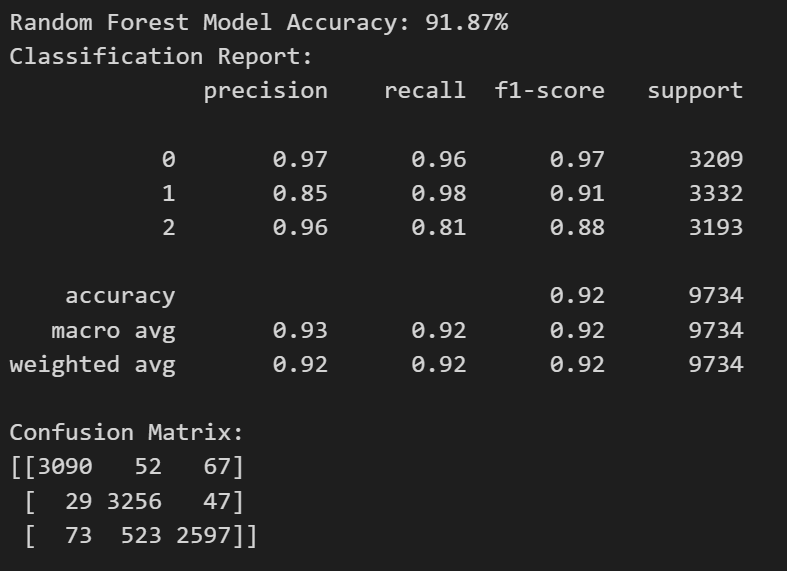 Random Forest Model Accuracy: 91.87%
Classification Report:
              precision    recall  f1-score   support

           0       0.97      0.96      0.97      3209
           1       0.85      0.98      0.91      3332
           2       0.96      0.81      0.88      3193

    accuracy                           0.92      9734
   macro avg       0.93      0.92      0.92      9734
weighted avg       0.92      0.92      0.92      9734

Confusion Matrix:
[[3090   52   67]
 [  29 3256   47]
 [  73  523 2597]]